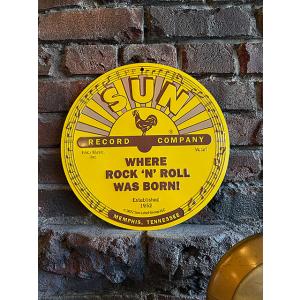 SUN
RECORD COMPANY
WHERE
ROCK 'N' ROLL
WAS BORN!
Established
1952
MEMPHIS, TENNESSEE